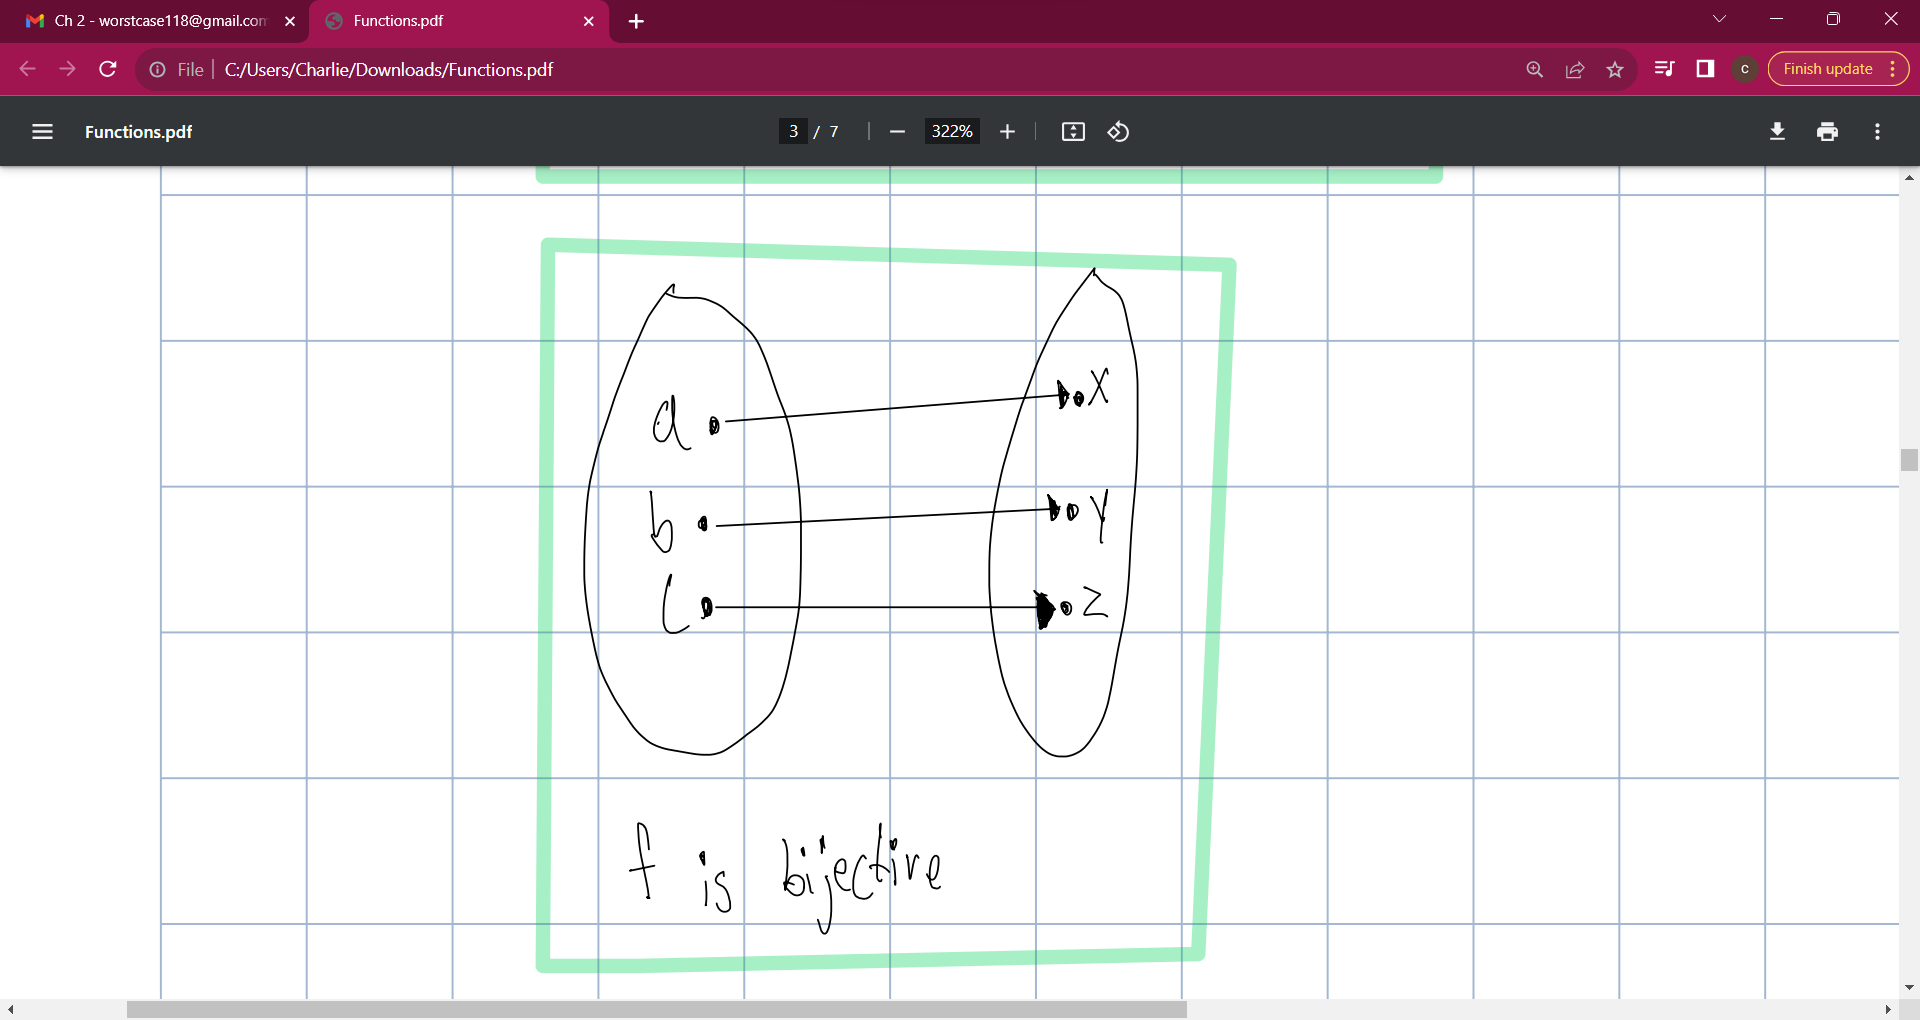 Ch 2 - worstcase118@gmail.com
Functions.pdf
File
C:/Users/Charlie/Downloads/Functions.pdf
C
Finish update
Functions.pdf
3 / 7
322%
a
X
b
Y
C
Z
f is bijective